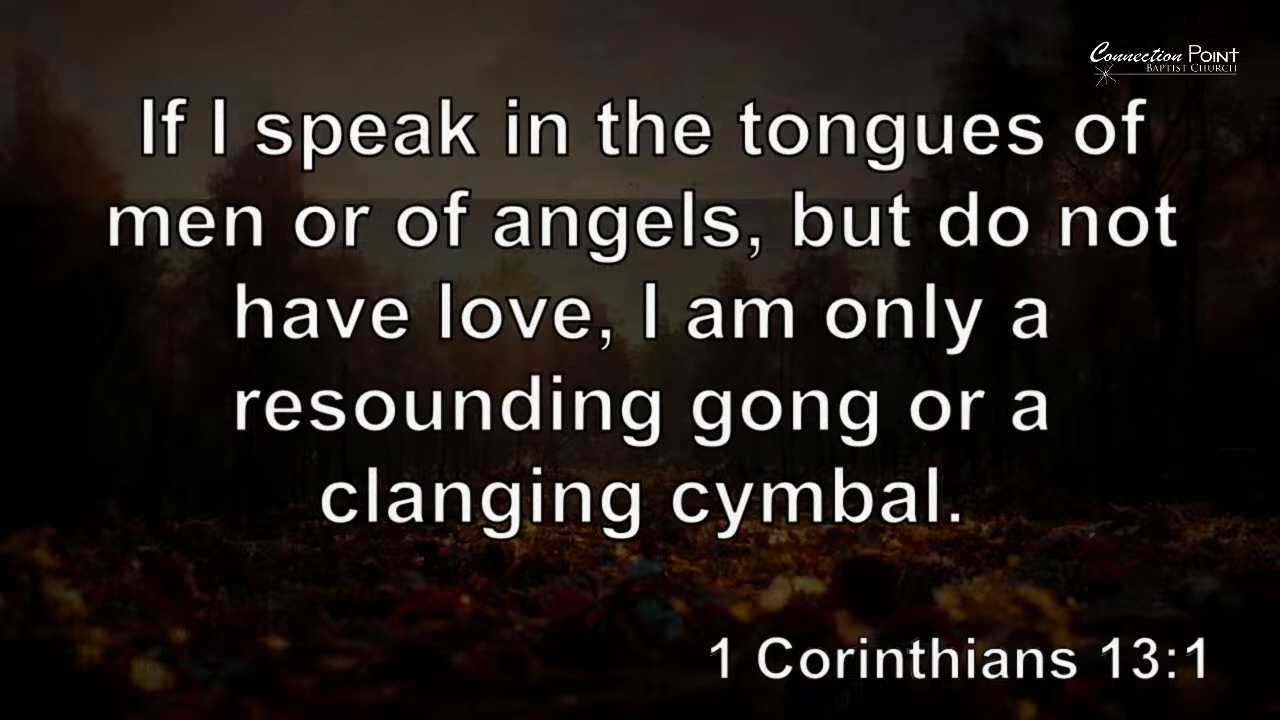 Connection Point
Baptist Church
If I speak in the tongues of
men or of angels, but do not
have love, I am only a
resounding gong or a
clanging cymbal.
1 Corinthians 13:1